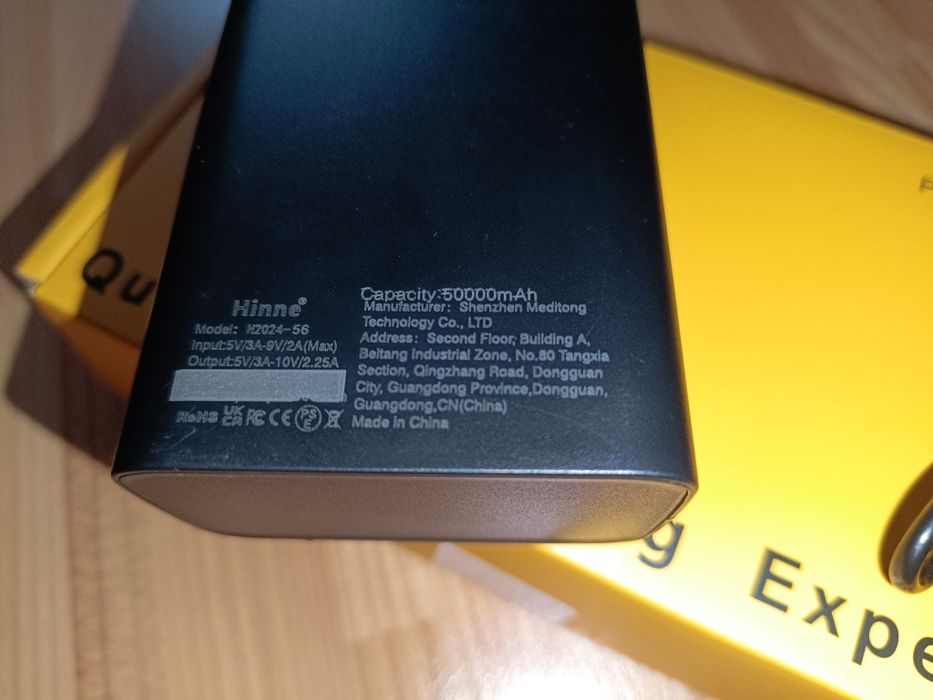 Hinne®
Model: H2024-56
Input:5V/3A-9V/2A(Max)
Output:5V/3A-10V/2.25A
RoHS UK CA FC CE PS E
Capacity:50000mAh
Manufacturer: Shenzhen Meditong
Technology Co., LTD
Address: Second Floor, Building A,
Beitang Industrial Zone, No.80 Tangxia
Section, Qingzhang Road, Dongguan
City, Guangdong Province,Dongguan,
Guangdong,CN(China)
Made in China
Qu
g Expe